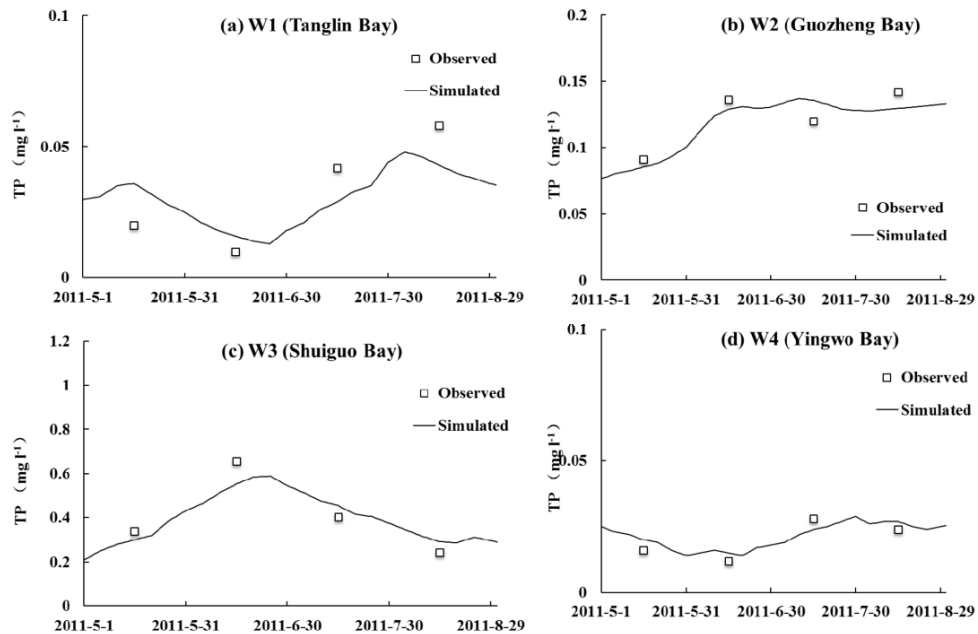 (a) W1 (Tanglin Bay)
0.1
0.05
0
TP (mg l-1)
Observed
Simulated
2011-5-1 2011-5-31 2011-6-30 2011-7-30 2011-8-29
(b) W2 (Guozheng Bay)
0.2
0.15
0.1
0.05
0
TP (mg l-1)
Observed
Simulated
2011-5-1 2011-5-31 2011-6-30 2011-7-30 2011-8-29
(c) W3 (Shuiguo Bay)
1.2
1
0.8
0.6
0.4
0.2
0
TP (mg l-1)
Observed
Simulated
2011-5-1 2011-5-31 2011-6-30 2011-7-30 2011-8-29
(d) W4 (Yingwo Bay)
0.1
0.05
0
TP (mg l-1)
Observed
Simulated
2011-5-1 2011-5-31 2011-6-30 2011-7-30 2011-8-29